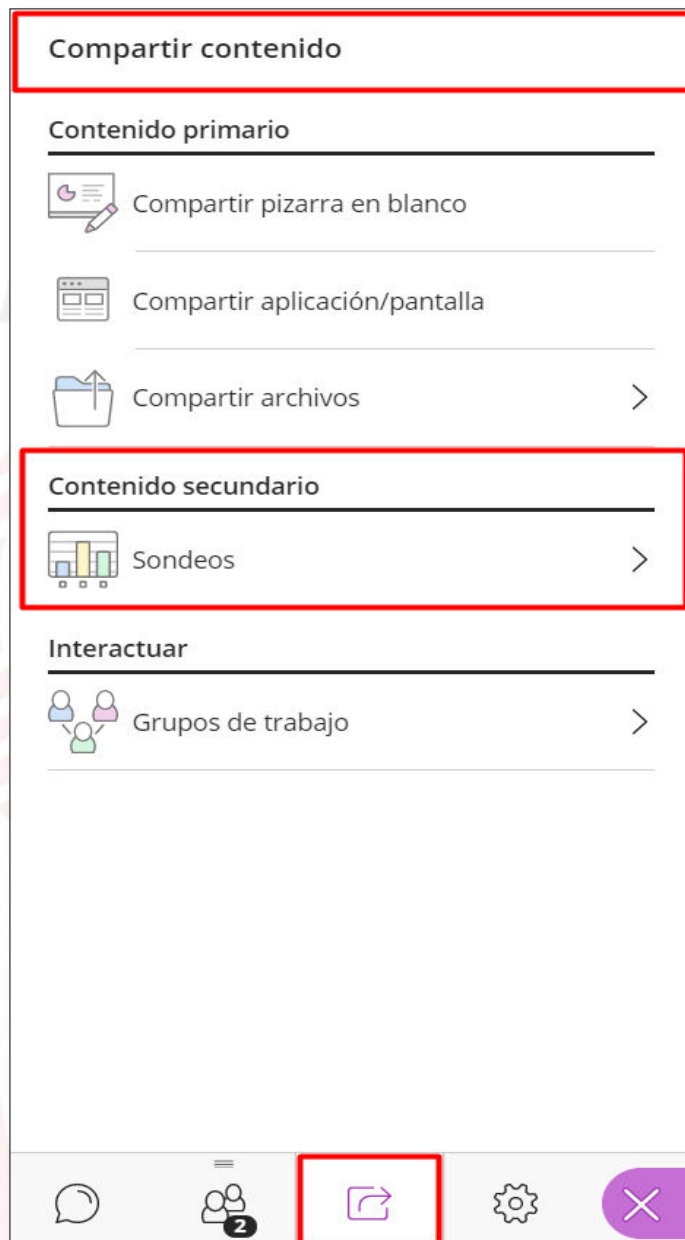 Compartir contenido
Contenido primario
Compartir pizarra en blanco
Compartir aplicación/pantalla
Compartir archivos
Contenido secundario
Sondeos
Interactuar
Grupos de trabajo
2